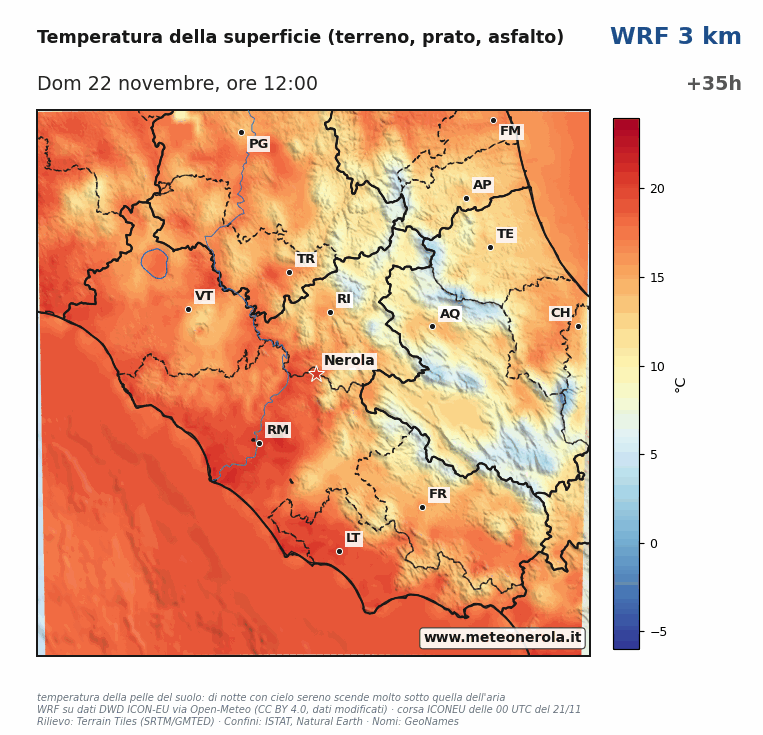 Temperatura della superficie (terreno, prato, asfalto)
WRF 3 km
Dom 22 novembre, ore 12:00
+35h
FM
PG
AP
TE
TR
VT
RI
AQ
CH
Nerola
RM
FR
LT
20
15
10
5
0
−5
°C
www.meteonerola.it
temperatura della pelle del suolo: di notte con cielo sereno scende molto sotto quella dell'aria
WRF su dati DWD ICON-EU via Open-Meteo (CC BY 4.0, dati modificati) · corsa ICONEU delle 00 UTC del 21/11
Rilievo: Terrain Tiles (SRTM/GMTED) · Confini: ISTAT, Natural Earth · Nomi: GeoNames